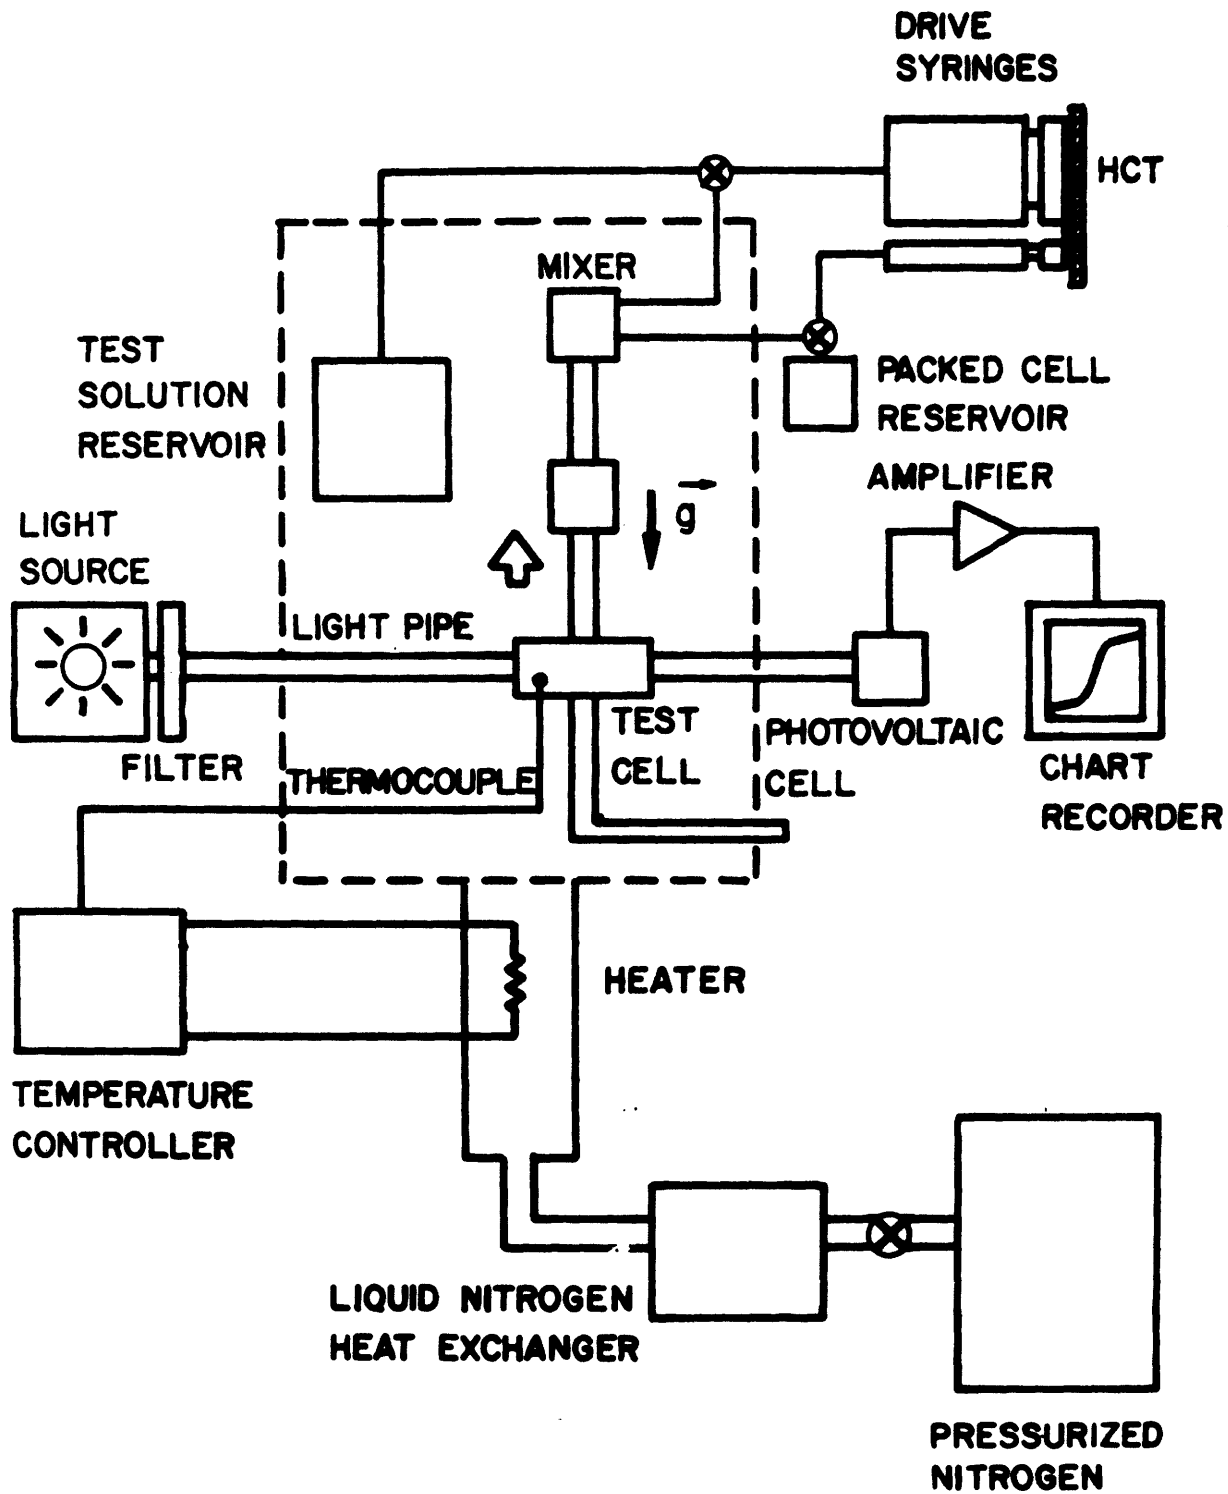 DRIVE
SYRINGES
HCT
MIXER
TEST
SOLUTION
RESERVOIR
PACKED CELL
RESERVOIR
AMPLIFIER
g
LIGHT
SOURCE
LIGHT PIPE
TEST
CELL
PHOTOVOLTAIC
CELL
FILTER
THERMOCOUPLE
CHART
RECORDER
HEATER
TEMPERATURE
CONTROLLER
LIQUID NITROGEN
HEAT EXCHANGER
PRESSURIZED
NITROGEN